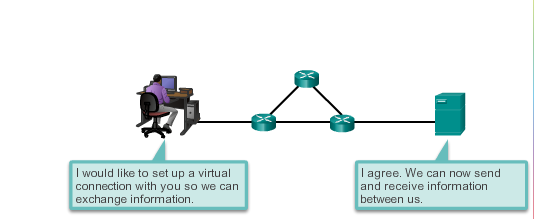 I would like to set up a virtual
connection with you so we can
exchange information.
I agree. We can now send
and receive information
between us.